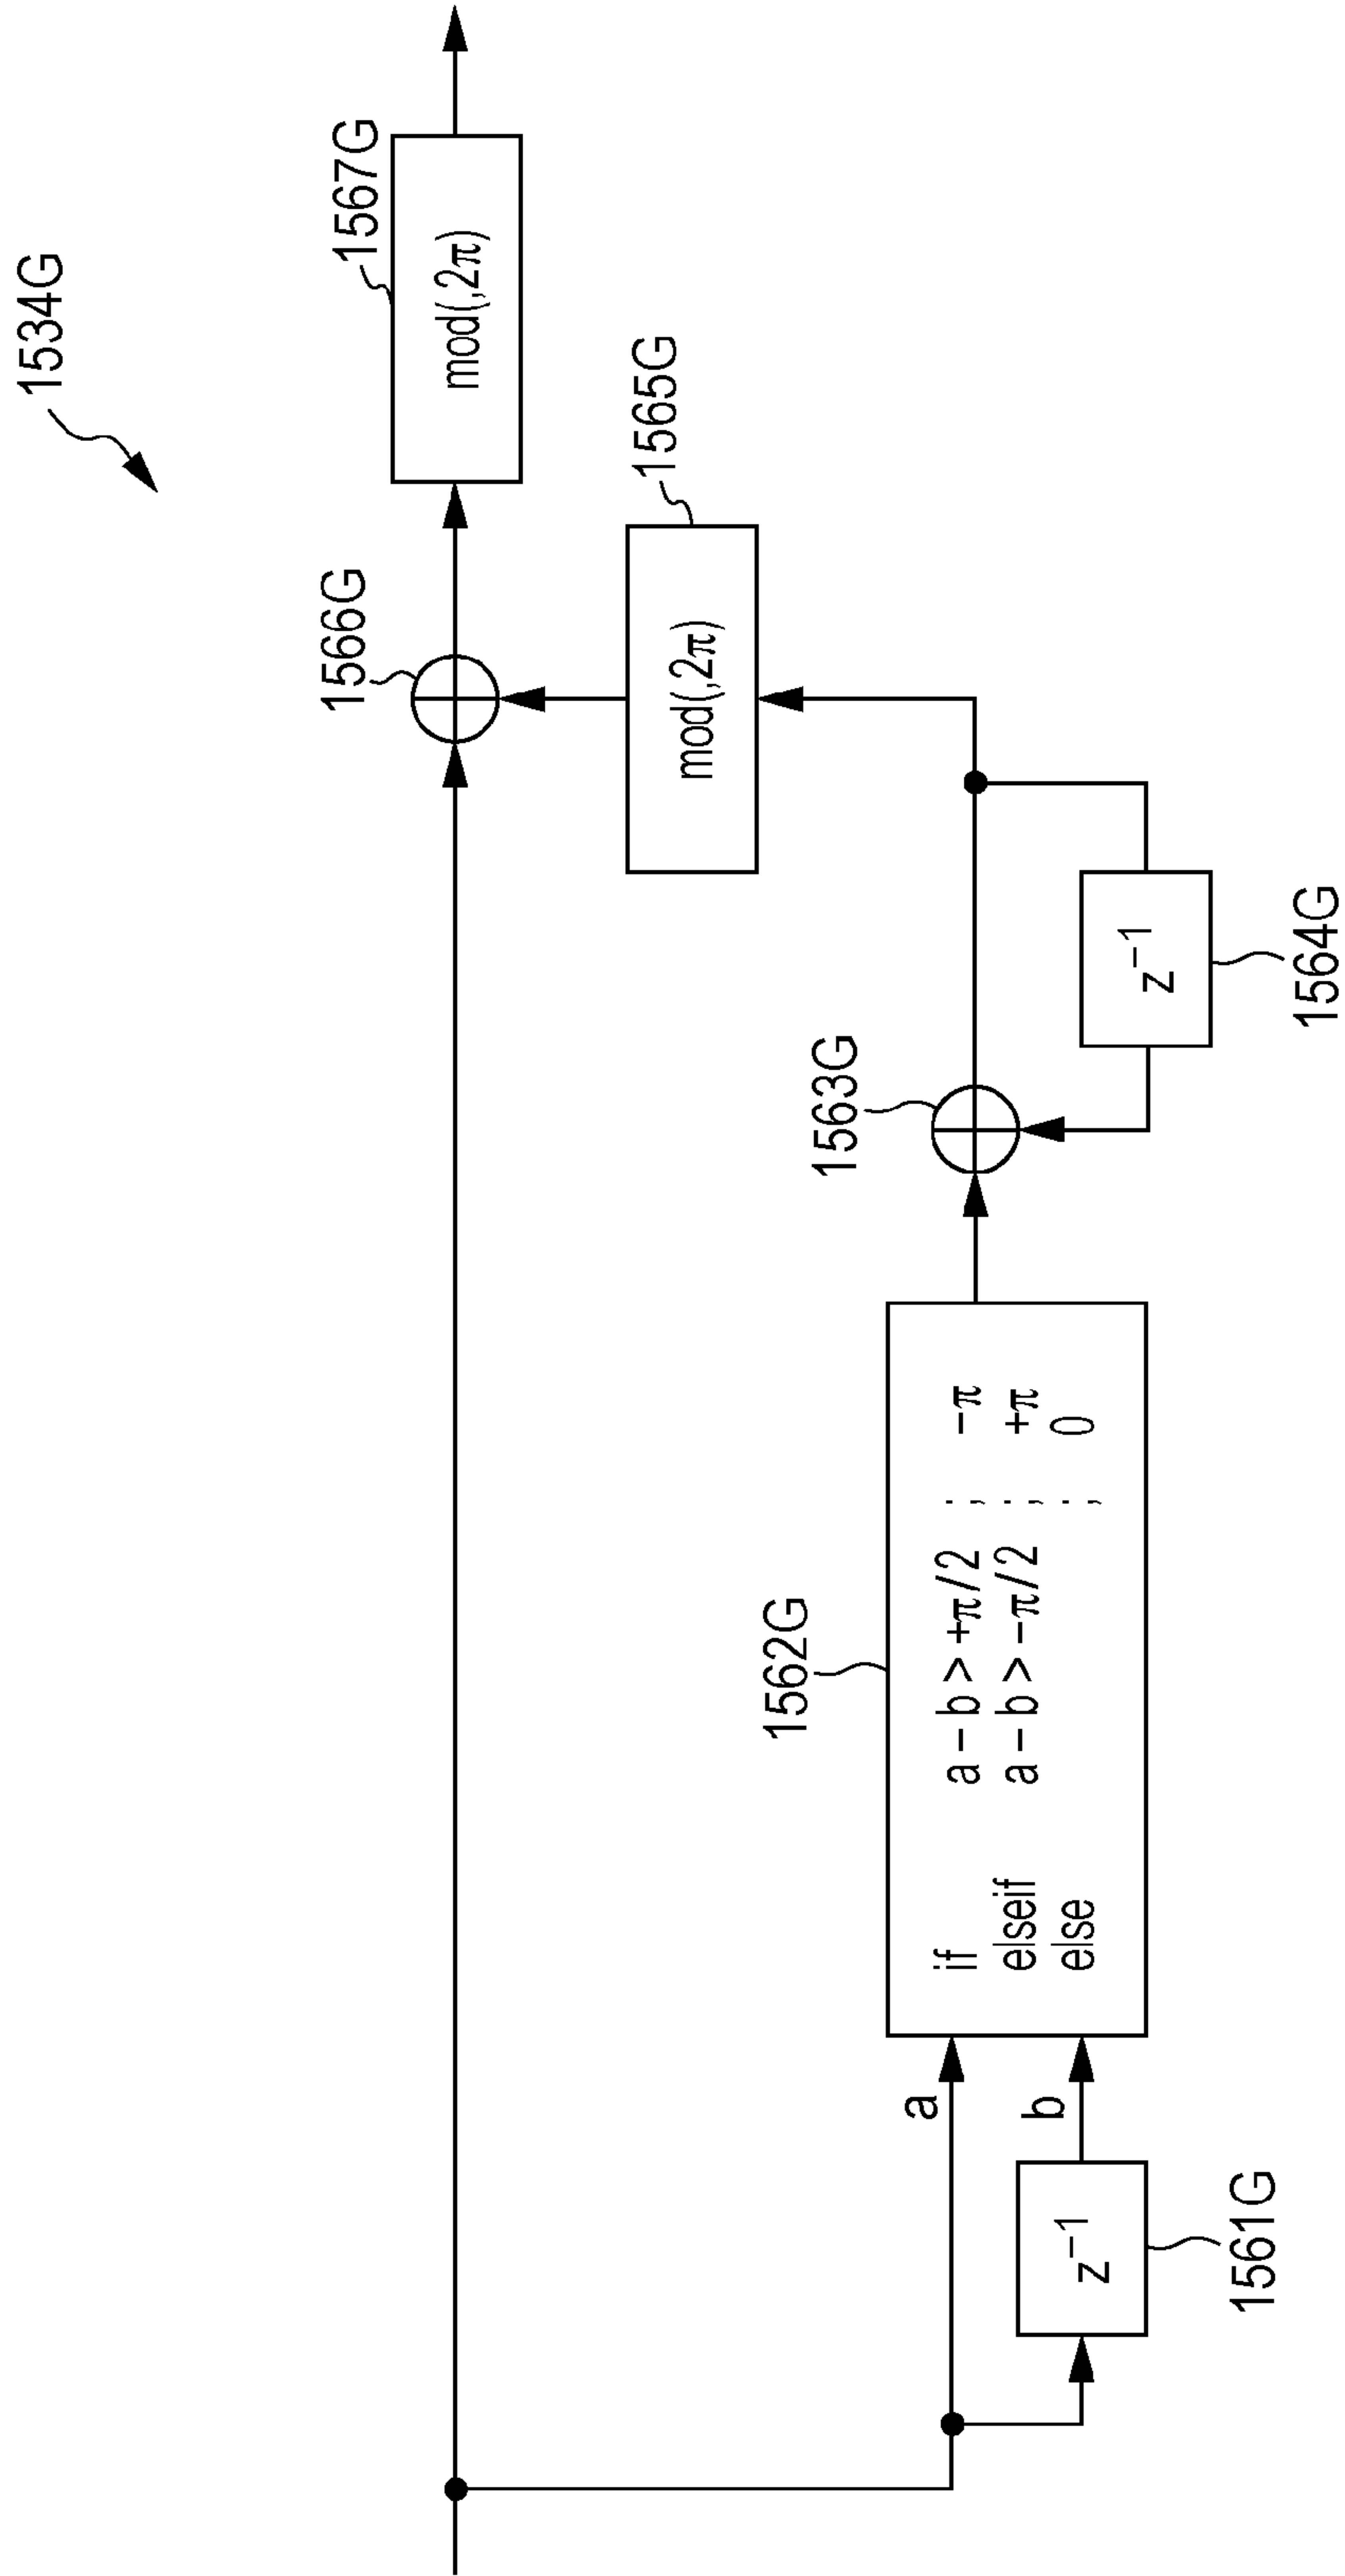 1534G
1567G
mod(,2π)
1566G
1565G
mod(,2π)
1563G
z⁻¹
1564G
1562G
if a – b > +π/2 ; –π
elseif a – b > –π/2 ; +π
else ; 0
a
b
z⁻¹
1561G